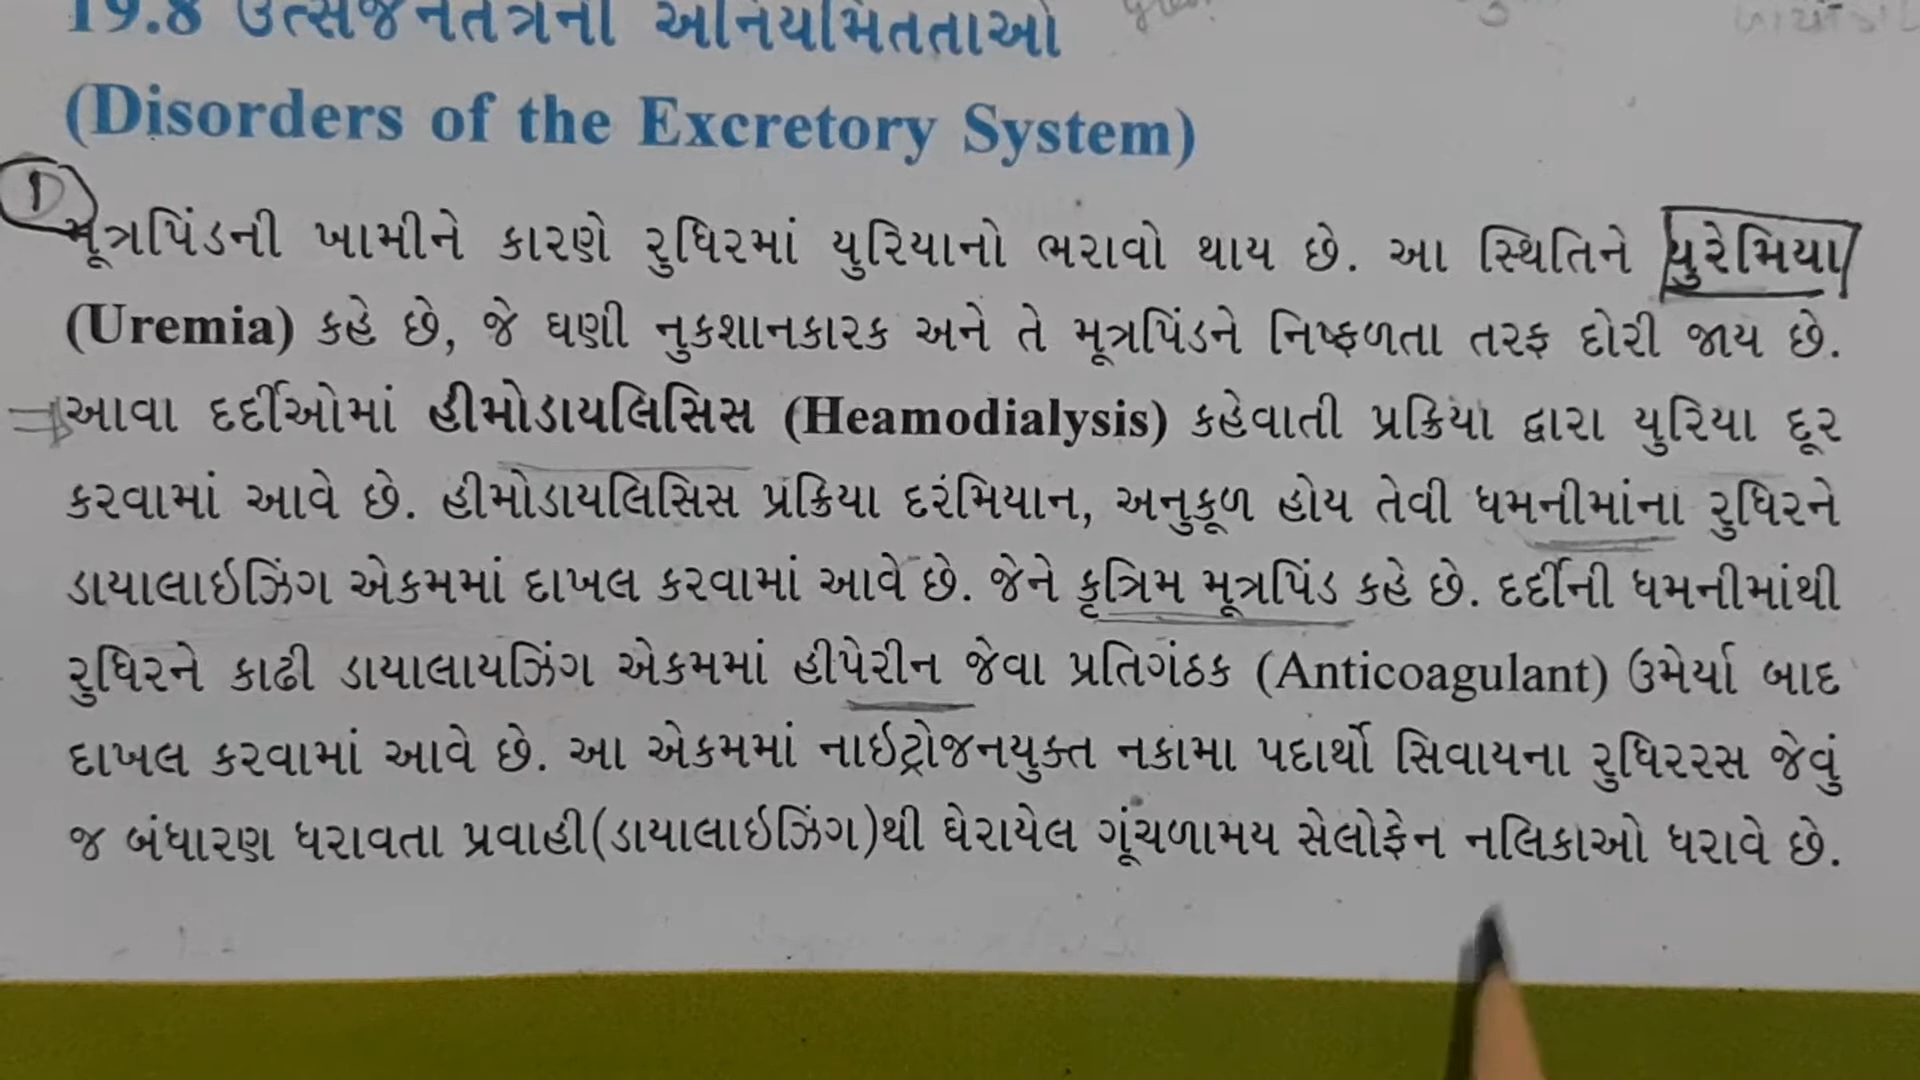 19.8 ઉત્સર્જનતંત્રની અનિયમિતતાઓ
(Disorders of the Excretory System)
1
મૂત્રપિંડની ખામીને કારણે રુધિરમાં યુરિયાનો ભરાવો થાય છે. આ સ્થિતિને યુરેમિયા
(Uremia) કહે છે, જે ઘણી નુકશાનકારક અને તે મૂત્રપિંડને નિષ્ફળતા તરફ દોરી જાય છે.
આવા દર્દીઓમાં હીમોડાયલિસિસ (Heamodialysis) કહેવાતી પ્રક્રિયા દ્વારા યુરિયા દૂર
કરવામાં આવે છે. હીમોડાયલિસિસ પ્રક્રિયા દરમિયાન, અનુકૂળ હોય તેવી ધમનીમાંના રુધિરને
ડાયાલાઇઝિંગ એકમમાં દાખલ કરવામાં આવે છે. જેને કૃત્રિમ મૂત્રપિંડ કહે છે. દર્દીની ધમનીમાંથી
રુધિરને કાઢી ડાયાલાયઝિંગ એકમમાં હીપેરીન જેવા પ્રતિગંઠક (Anticoagulant) ઉમેર્યા બાદ
દાખલ કરવામાં આવે છે. આ એકમમાં નાઇટ્રોજનયુક્ત નકામા પદાર્થો સિવાયના રુધિરરસ જેવું
જ બંધારણ ધરાવતા પ્રવાહી(ડાયાલાઇઝિંગ)થી ઘેરાયેલ ગૂંચળામય સેલોફેન નલિકાઓ ધરાવે છે.